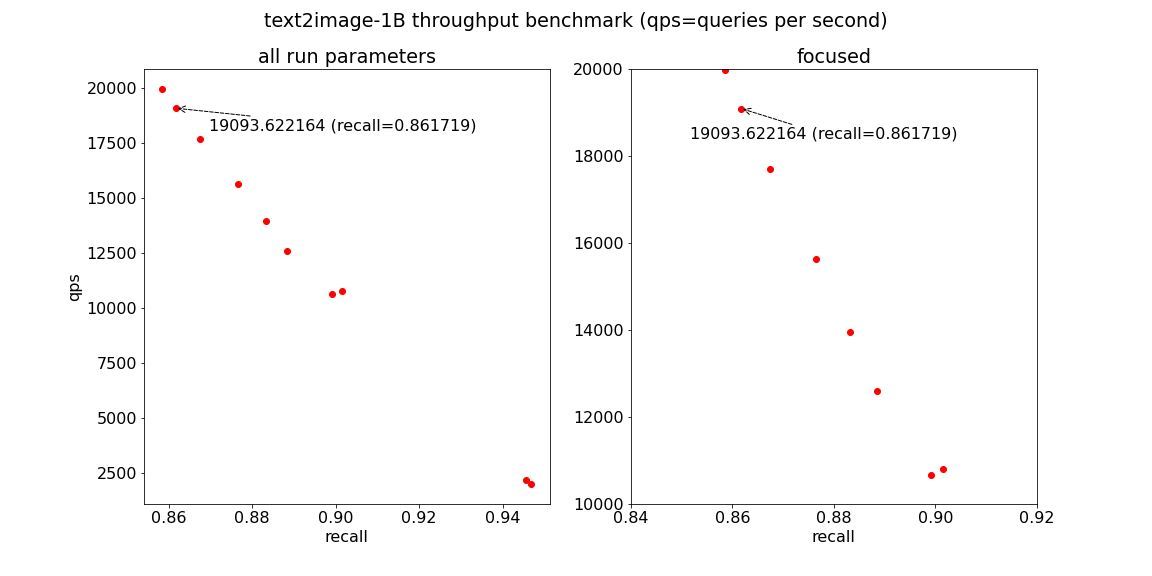 text2image-1B throughput benchmark (qps=queries per second)
all run parameters
20000
17500
15000
12500
10000
7500
5000
2500
qps
19093.622164 (recall=0.861719)
0.86 0.88 0.90 0.92 0.94
recall
focused
20000
18000
16000
14000
12000
10000
19093.622164 (recall=0.861719)
0.84 0.86 0.88 0.90 0.92
recall